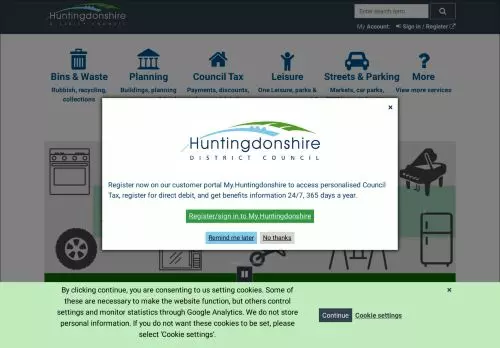 Huntingdonshire
DISTRICT COUNCIL
Enter search term
My Account: Sign in / Register
Bins & Waste
Rubbish, recycling,
collections
Planning
Buildings, planning
Council Tax
Payments, discounts,
Leisure
One Leisure, parks &
Streets & Parking
Markets, car parks,
More
View more services
×
Huntingdonshire
DISTRICT COUNCIL
Register now on our customer portal My.Huntingdonshire to access personalised Council
Tax, register for direct debit, and get benefits information 24/7, 365 days a year.
Register/sign in to My.Huntingdonshire
Remind me later No thanks
By clicking continue, you are consenting to us setting cookies. Some of
these are necessary to make the website function, but others control
settings and monitor statistics through Google Analytics. We do not store
personal information. If you do not want these cookies to be set, please
select 'Cookie settings'.
Continue Cookie settings
×